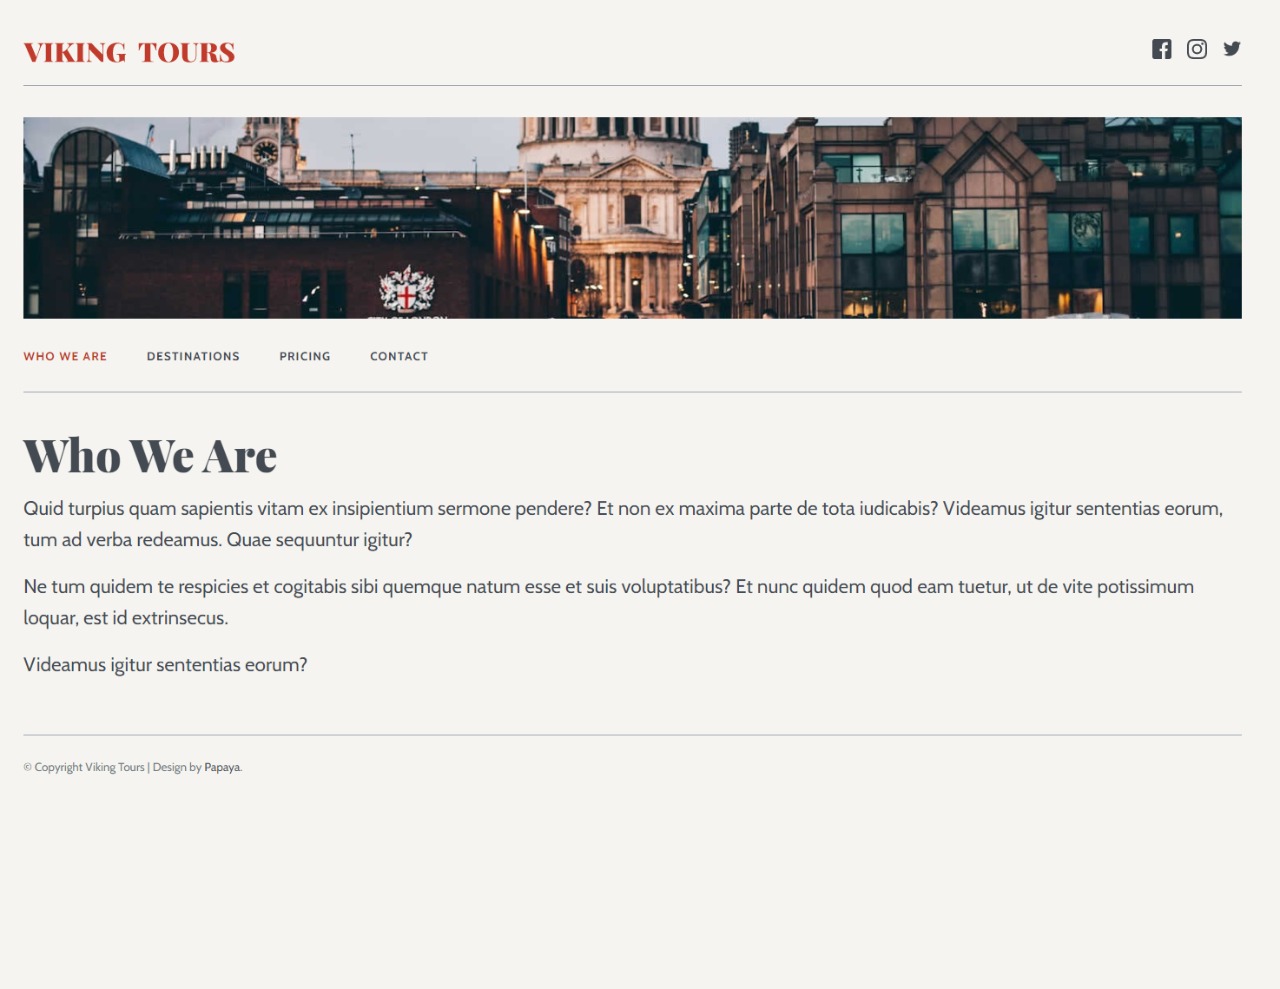 VIKING TOURS
WHO WE ARE
DESTINATIONS
PRICING
CONTACT
Who We Are
Quid turpius quam sapientis vitam ex insipientium sermone pendere? Et non ex maxima parte de tota iudicabis? Videamus igitur sententias eorum,
tum ad verba redeamus. Quae sequuntur igitur?
Ne tum quidem te respicies et cogitabis sibi quemque natum esse et suis voluptatibus? Et nunc quidem quod eam tuetur, ut de vite potissimum
loquar, est id extrinsecus.
Videamus igitur sententias eorum?
© Copyright Viking Tours | Design by Papaya.